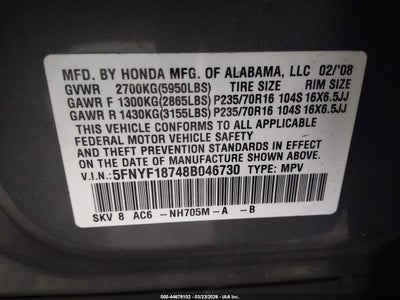 MFD. BY HONDA MFG. OF ALABAMA, LLC 02/'08
GVWR 2700KG(5950LBS) TIRE SIZE RIM SIZE
GAWR F 1300KG(2865LBS) P235/70R16 104S 16X6.5JJ
GAWR R 1430KG(3155LBS) P235/70R16 104S 16X6.5JJ
THIS VEHICLE CONFORMS TO ALL APPLICABLE
FEDERAL MOTOR VEHICLE SAFETY STANDARDS
AND THEFT PREVENTION STANDARDS IN EFFECT
ON THE DATE OF MANUFACTURE SHOWN ABOVE.
V.I.N.: 5FNYF18748B046730 TYPE: MPV
SKV 8 AC6 -NH705M-A -B
000-44679102 - 03/23/2026 - IAA Inc.